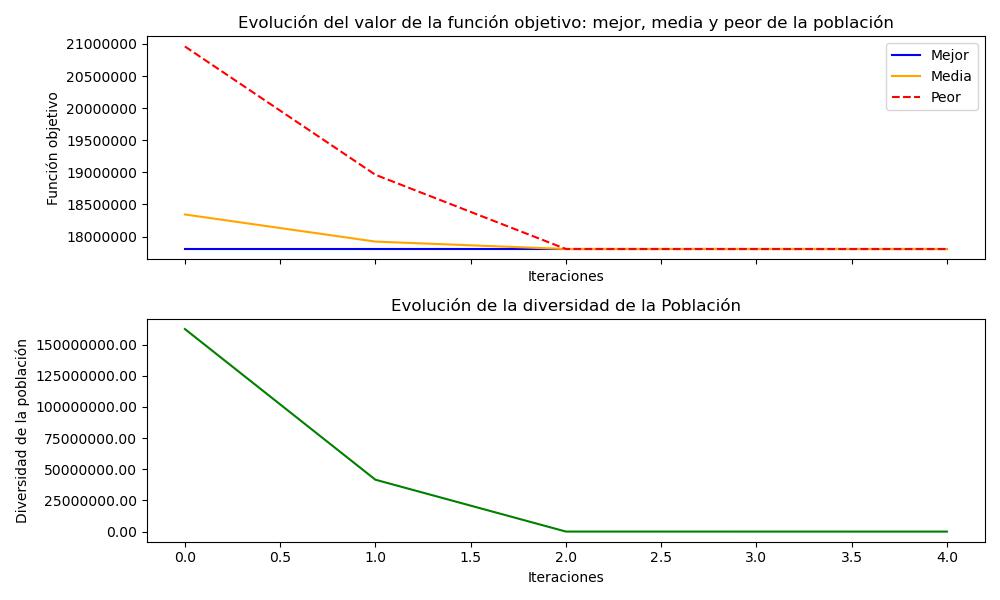 Evolución del valor de la función objetivo: mejor, media y peor de la población
Función objetivo
21000000
20500000
20000000
19500000
19000000
18500000
18000000
Mejor
Media
Peor
Iteraciones
Evolución de la diversidad de la Población
Diversidad de la población
150000000.00
125000000.00
100000000.00
75000000.00
50000000.00
25000000.00
0.00
0.0 0.5 1.0 1.5 2.0 2.5 3.0 3.5 4.0
Iteraciones